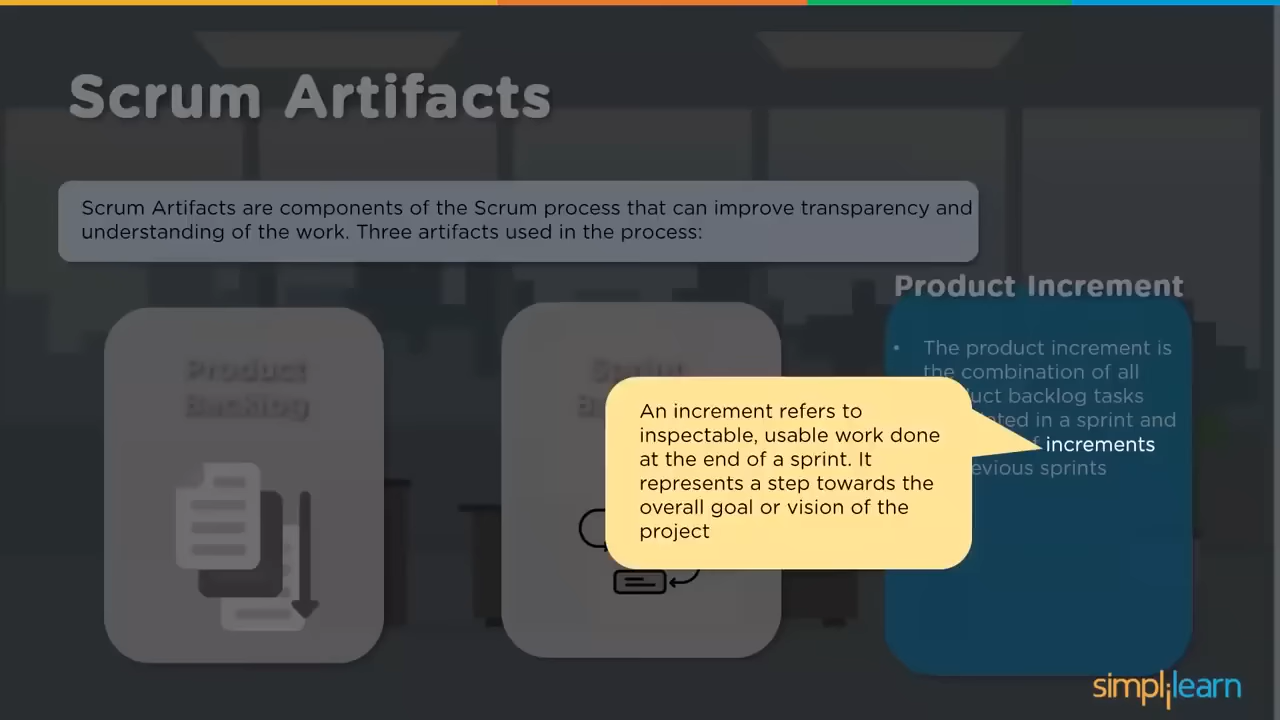 Scrum Artifacts
Scrum Artifacts are components of the Scrum process that can improve transparency and
understanding of the work. Three artifacts used in the process:
Product
Backlog
Sprint
An increment refers to
inspectable, usable work done
at the end of a sprint. It
represents a step towards the
overall goal or vision of the
project
Product Increment
• The product increment is
the combination of all
backlog tasks
in a sprint and
increments
sprints
simplilearn